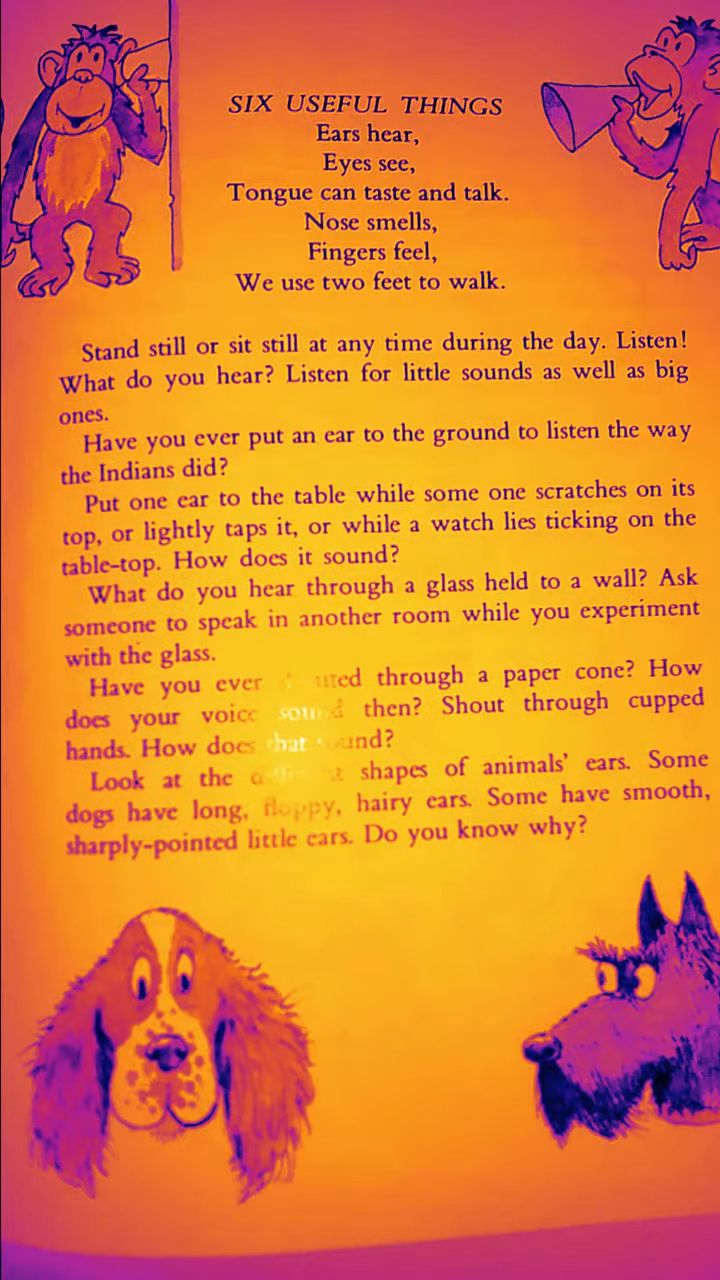 SIX USEFUL THINGS
Ears hear,
Eyes see,
Tongue can taste and talk.
Nose smells,
Fingers feel,
We use two feet to walk.
Stand still or sit still at any time during the day. Listen!
What do you hear? Listen for little sounds as well as big
ones.
Have you ever put an ear to the ground to listen the way
the Indians did?
Put one ear to the table while some one scratches on its
top, or lightly taps it, or while a watch lies ticking on the
table-top. How does it sound?
What do you hear through a glass held to a wall? Ask
someone to speak in another room while you experiment
with the glass.
Have you ever through a paper cone? How
does your voice sound then? Shout through cupped
hands. How does that sound?
Look at the different shapes of animals' ears. Some
dogs have long, floppy, hairy ears. Some have smooth,
sharply-pointed little ears. Do you know why?